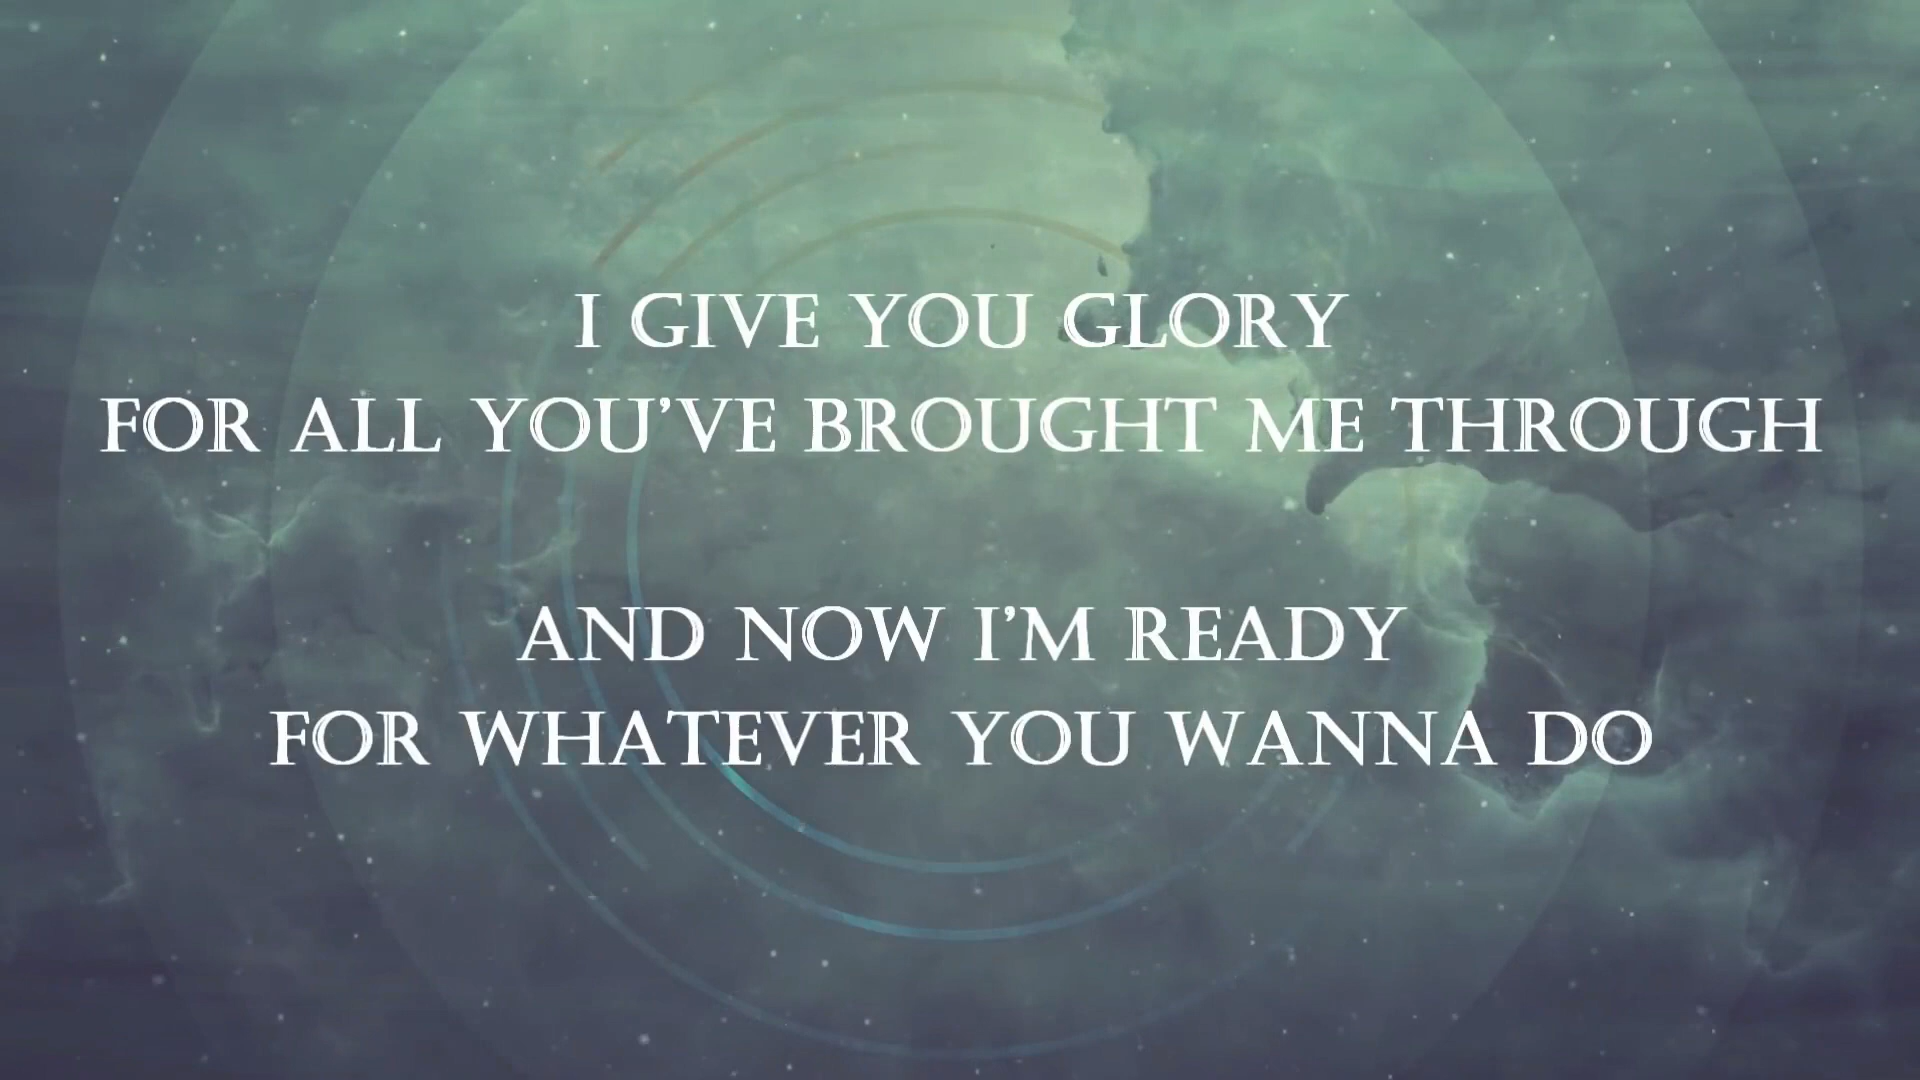 I GIVE YOU GLORY
FOR ALL YOU'VE BROUGHT ME THROUGH
AND NOW I'M READY
FOR WHATEVER YOU WANNA DO